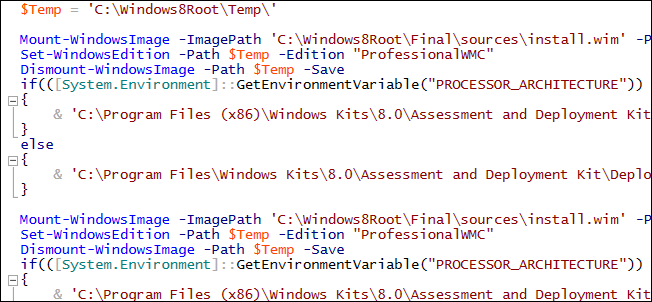 $Temp = 'C:\Windows8Root\Temp\'
Mount-WindowsImage -ImagePath 'C:\Windows8Root\Final\sources\install.wim' -P
Set-WindowsEdition -Path $Temp -Edition "ProfessionalWMC"
Dismount-WindowsImage -Path $Temp -Save
if(([System.Environment]::GetEnvironmentVariable("PROCESSOR_ARCHITECTURE"))
{
& 'C:\Program Files (x86)\Windows Kits\8.0\Assessment and Deployment Kit
}
else
{
& 'C:\Program Files\Windows Kits\8.0\Assessment and Deployment Kit\Deplo
}
Mount-WindowsImage -ImagePath 'C:\Windows8Root\Final\sources\install.wim' -P
Set-WindowsEdition -Path $Temp -Edition "ProfessionalWMC"
Dismount-WindowsImage -Path $Temp -Save
if(([System.Environment]::GetEnvironmentVariable("PROCESSOR_ARCHITECTURE"))
{
& 'C:\Program Files (x86)\Windows Kits\8.0\Assessment and Deployment Kit